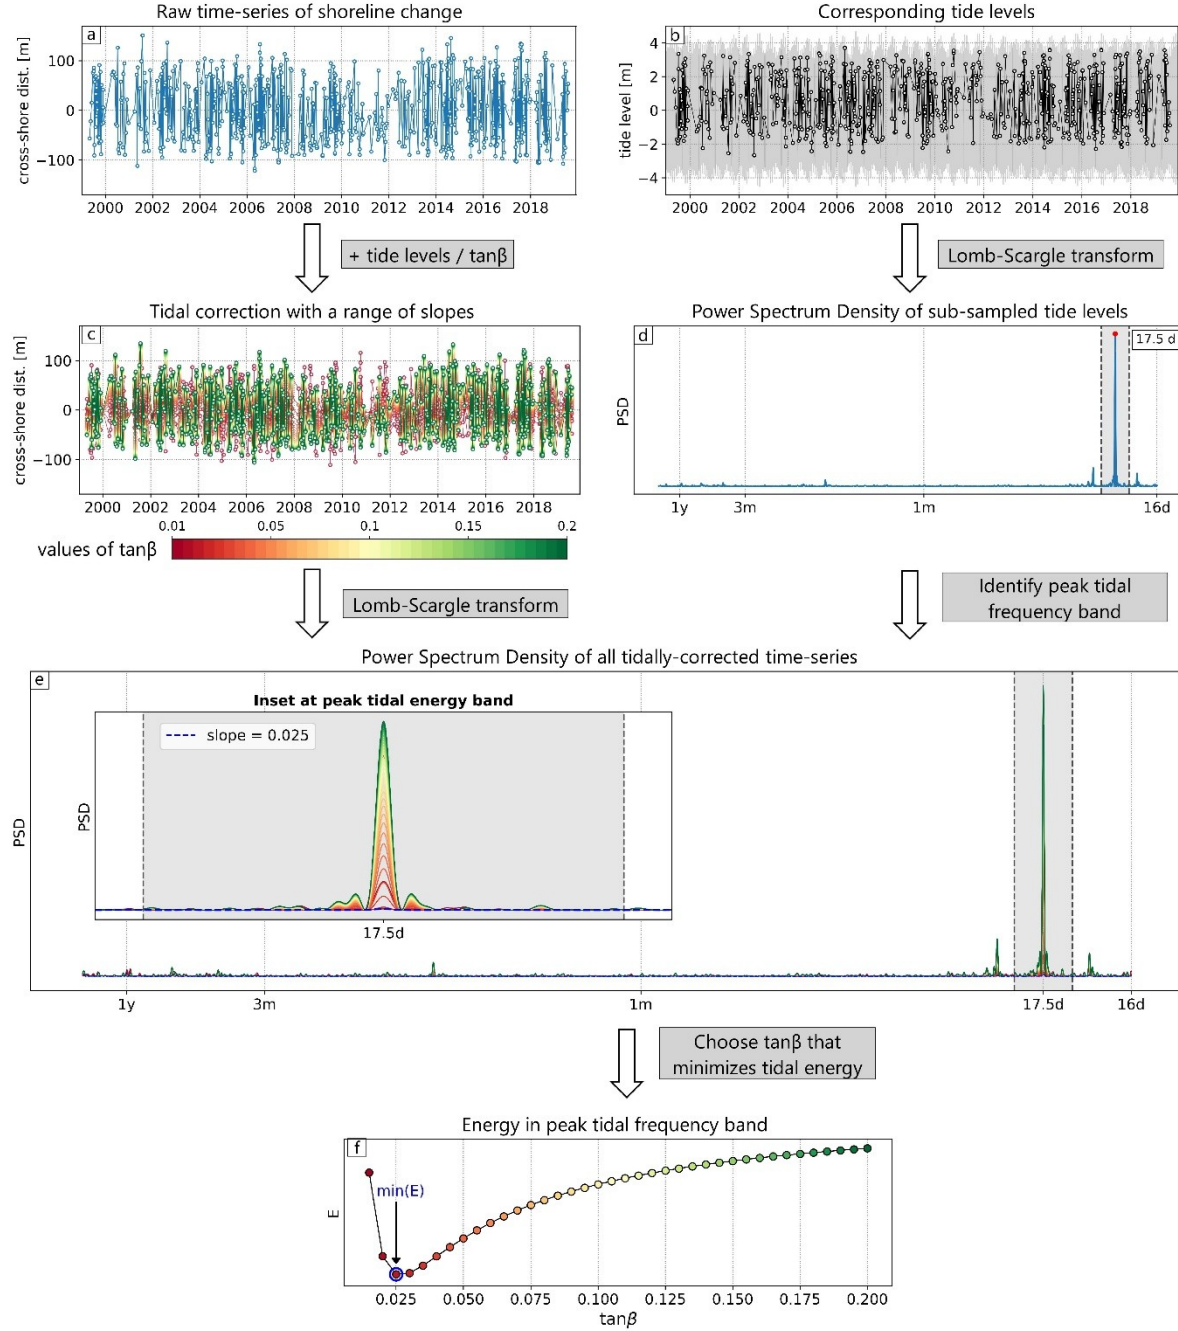 Raw time-series of shoreline change
a
cross-shore dist. [m]
100
0
−100
2000 2002 2004 2006 2008 2010 2012 2014 2016 2018
Corresponding tide levels
b
tide level [m]
4
2
0
−2
−4
2000 2002 2004 2006 2008 2010 2012 2014 2016 2018
+ tide levels / tanβ
Lomb-Scargle transform
Tidal correction with a range of slopes
c
cross-shore dist. [m]
100
0
−100
2000 2002 2004 2006 2008 2010 2012 2014 2016 2018
0.01 0.05 0.1 0.15 0.2
values of tanβ
Power Spectrum Density of sub-sampled tide levels
d
17.5 d
PSD
1y 3m 1m 16d
Lomb-Scargle transform
Identify peak tidal
frequency band
Power Spectrum Density of all tidally-corrected time-series
e
PSD
Inset at peak tidal energy band
slope = 0.025
PSD
17.5d
1y 3m 1m 17.5d 16d
Choose tanβ that
minimizes tidal energy
Energy in peak tidal frequency band
f
min(E)
E
0.025 0.050 0.075 0.100 0.125 0.150 0.175 0.200
tanβ